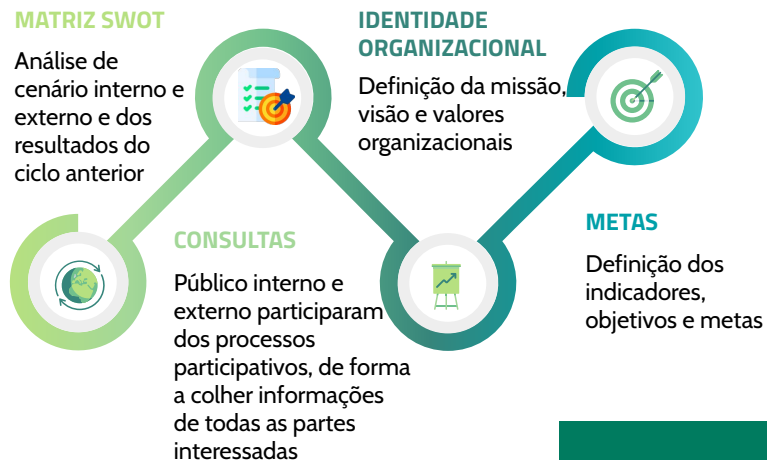 MATRIZ SWOT
Análise de
cenário interno e
externo e dos
resultados do
ciclo anterior
CONSULTAS
Público interno e
externo participaram
dos processos
participativos, de forma
a colher informações
de todas as partes
interessadas
IDENTIDADE
ORGANIZACIONAL
Definição da missão,
visão e valores
organizacionais
METAS
Definição dos
indicadores,
objetivos e metas